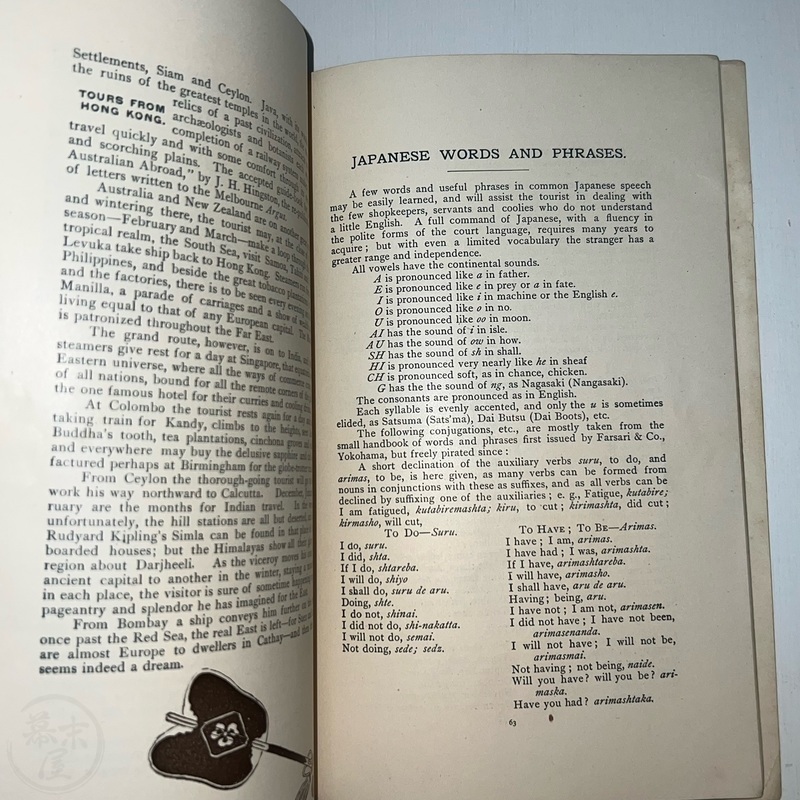 Settlements, Siam and Ceylon. Java, with its
the ruins of the greatest temples in the world, the
TOURS FROM
HONG KONG.
relics of a past civilization,
archæologists and botanists
completion of a railway system
travel quickly and with some comfort
and scorching plains. The accepted guide-book
Australian Abroad," by J. H. Hingston, the
of letters written to the Melbourne Argus.
Australia and New Zealand are on another
and wintering there, the tourist may, at the close
season—February and March—make a loop
tropical realm, the South Sea, visit Samoa,
Levuka take ship back to Hong Kong. Steamers
Philippines, and beside the great tobacco plantations
and the factories, there is to be seen every evening
Manilla, a parade of carriages and a show of
living equal to that of any European capital. The
is patronized throughout the Far East.
The grand route, however, is on to India,
steamers give rest for a day at Singapore, that
Eastern universe, where all the ways of commerce
of all nations, bound for all the remote corners of
the one famous hotel for their curries and cooling
At Colombo the tourist rests again for a day
taking train for Kandy, climbs to the heights,
Buddha's tooth, tea plantations, cinchona groves
and everywhere may buy the delusive sapphire
factured perhaps at Birmingham for the globe-
From Ceylon the thorough-going tourist will
work his way northward to Calcutta. December,
ruary are the months for Indian travel. In the
unfortunately, the hill stations are all but deserted,
Rudyard Kipling's Simla can be found in that
boarded houses; but the Himalayas show all
region about Darjheeli. As the viceroy moves his
ancient capital to another in the winter, staying
in each place, the visitor is sure of sometime
pageantry and splendor he has imagined for the
From Bombay a ship conveys him further
once past the Red Sea, the real East is left—for
are almost Europe to dwellers in Cathay—and
seems indeed a dream.
JAPANESE WORDS AND PHRASES.
A few words and useful phrases in common Japanese speech
may be easily learned, and will assist the tourist in dealing with
the few shopkeepers, servants and coolies who do not understand
a little English. A full command of Japanese, with a fluency in
the polite forms of the court language, requires many years to
acquire; but with even a limited vocabulary the stranger has a
greater range and independence.
All vowels have the continental sounds.
A is pronounced like a in father.
E is pronounced like e in prey or a in fate.
I is pronounced like i in machine or the English e.
O is pronounced like o in no.
U is pronounced like oo in moon.
AI has the sound of i in isle.
AU has the sound of ow in how.
SH has the sound of sh in shall.
HI is pronounced very nearly like he in sheaf
CH is pronounced soft, as in chance, chicken.
G has the the sound of ng, as Nagasaki (Nangasaki).
The consonants are pronounced as in English.
Each syllable is evenly accented, and only the u is sometimes
elided, as Satsuma (Sats'ma), Dai Butsu (Dai Boots), etc.
The following conjugations, etc., are mostly taken from the
small handbook of words and phrases first issued by Farsari & Co.,
Yokohama, but freely pirated since:
A short declination of the auxiliary verbs suru, to do, and
arimas, to be, is here given, as many verbs can be formed from
nouns in conjunctions with these as suffixes, and as all verbs can be
declined by suffixing one of the auxiliaries; e. g., Fatigue, kutabire;
I am fatigued, kutabiremashta; kiru, to cut; kirimashta, did cut;
kirmasho, will cut,
TO DO—Suru.
I do, suru.
I did, shta.
If I do, shtareba.
I will do, shiyo
I shall do, suru de aru.
Doing, shte.
I do not, shinai.
I did not do, shi-nakatta.
I will not do, semai.
Not doing, sede; sedz.
TO HAVE; TO BE—Arimas.
I have; I am, arimas.
I have had; I was, arimashta.
If I have, arimashtareba.
I will have, arimasho.
I shall have, aru de aru.
Having; being, aru.
I have not; I am not, arimasen.
I did not have; I have not been,
arimasenanda.
I will not have; I will not be,
arimasmai.
Not having; not being, naide.
Will you have? will you be? ari-
maska.
Have you had? arimashtaka.
63
幕末屋